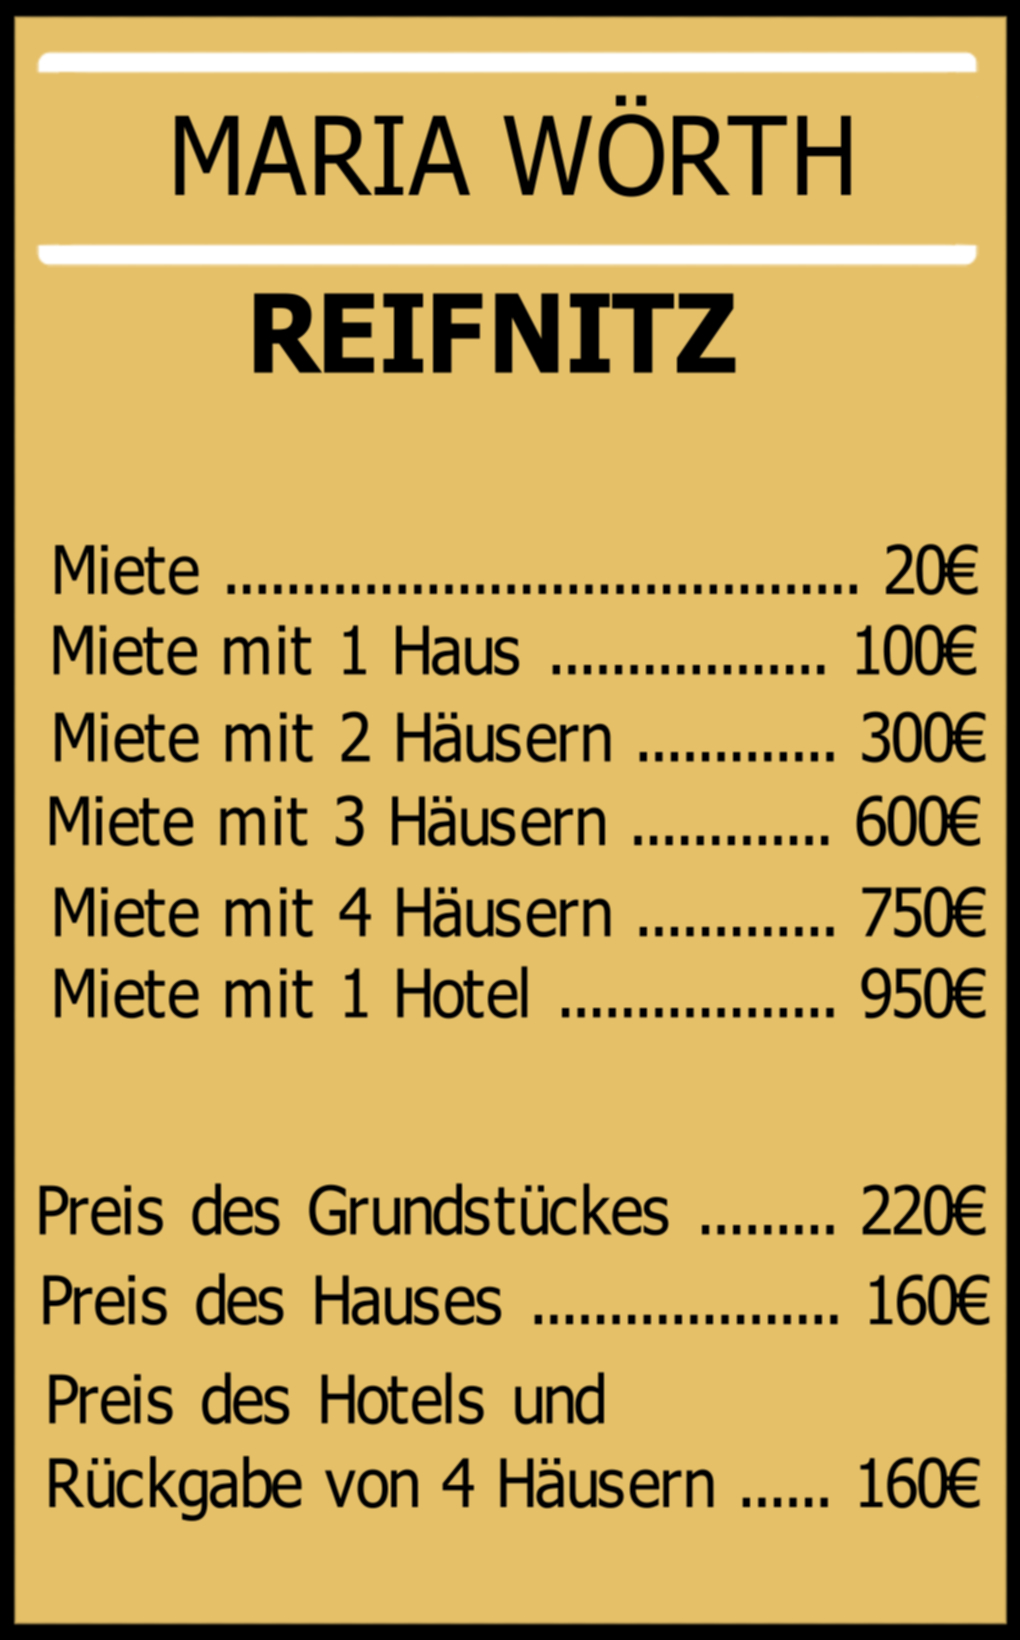 MARIA WÖRTH
REIFNITZ
Miete ......................................... 20€
Miete mit 1 Haus .................. 100€
Miete mit 2 Häusern ............. 300€
Miete mit 3 Häusern ............. 600€
Miete mit 4 Häusern ............. 750€
Miete mit 1 Hotel .................. 950€
Preis des Grundstückes ......... 220€
Preis des Hauses .................... 160€
Preis des Hotels und
Rückgabe von 4 Häusern ...... 160€